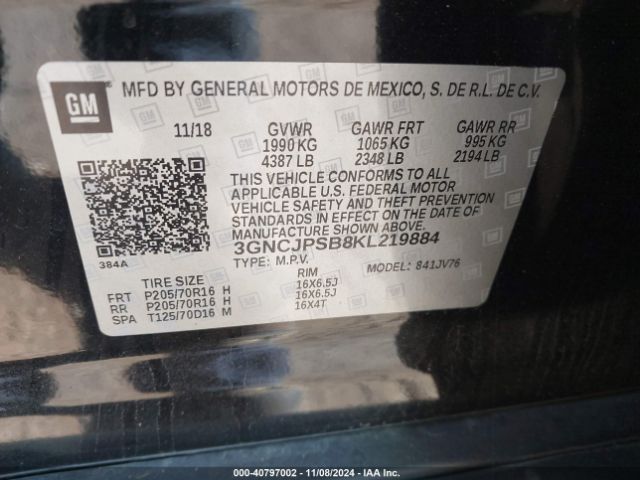 GM MFD BY GENERAL MOTORS DE MEXICO, S. DE R.L. DE C.V.
11/18 GVWR GAWR FRT GAWR RR
1990 KG 1065 KG 995 KG
4387 LB 2348 LB 2194 LB
THIS VEHICLE CONFORMS TO ALL
APPLICABLE U.S. FEDERAL MOTOR
VEHICLE SAFETY AND THEFT PREVENTION
STANDARDS IN EFFECT ON THE DATE OF
MANUFACTURE SHOWN ABOVE.
3GNCJPSB8KL219884
384A TYPE: M.P.V. MODEL: 841JV76
TIRE SIZE RIM
FRT P205/70R16 H 16X6.5J
RR P205/70R16 H 16X6.5J
SPA T125/70D16 M 16X4T
000-40797002 - 11/08/2024 - IAA Inc.